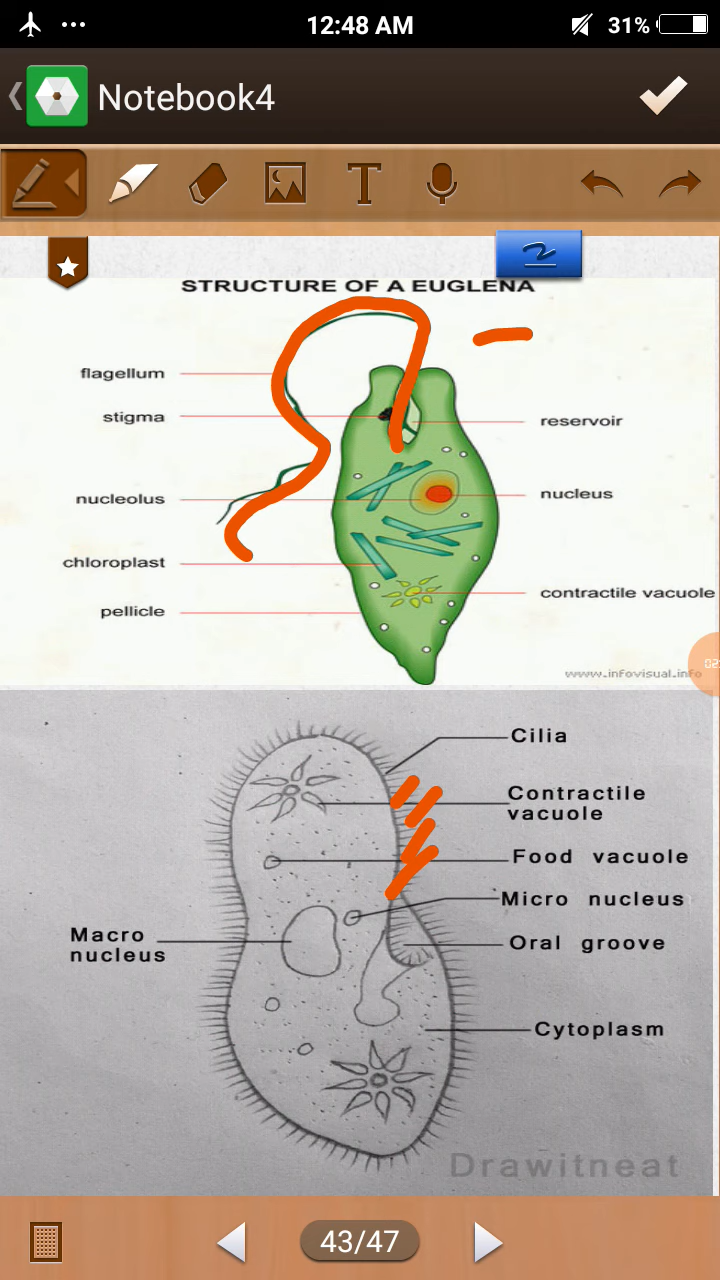 12:48 AM
31%
Notebook4
STRUCTURE OF A EUGLENA
flagellum
stigma
reservoir
nucleolus
nucleus
chloroplast
contractile vacuole
pellicle
www.infovisual.info
02:
Cilia
Contractile
vacuole
Food vacuole
Micro nucleus
Macro
nucleus
Oral groove
Cytoplasm
Drawitneat
43/47